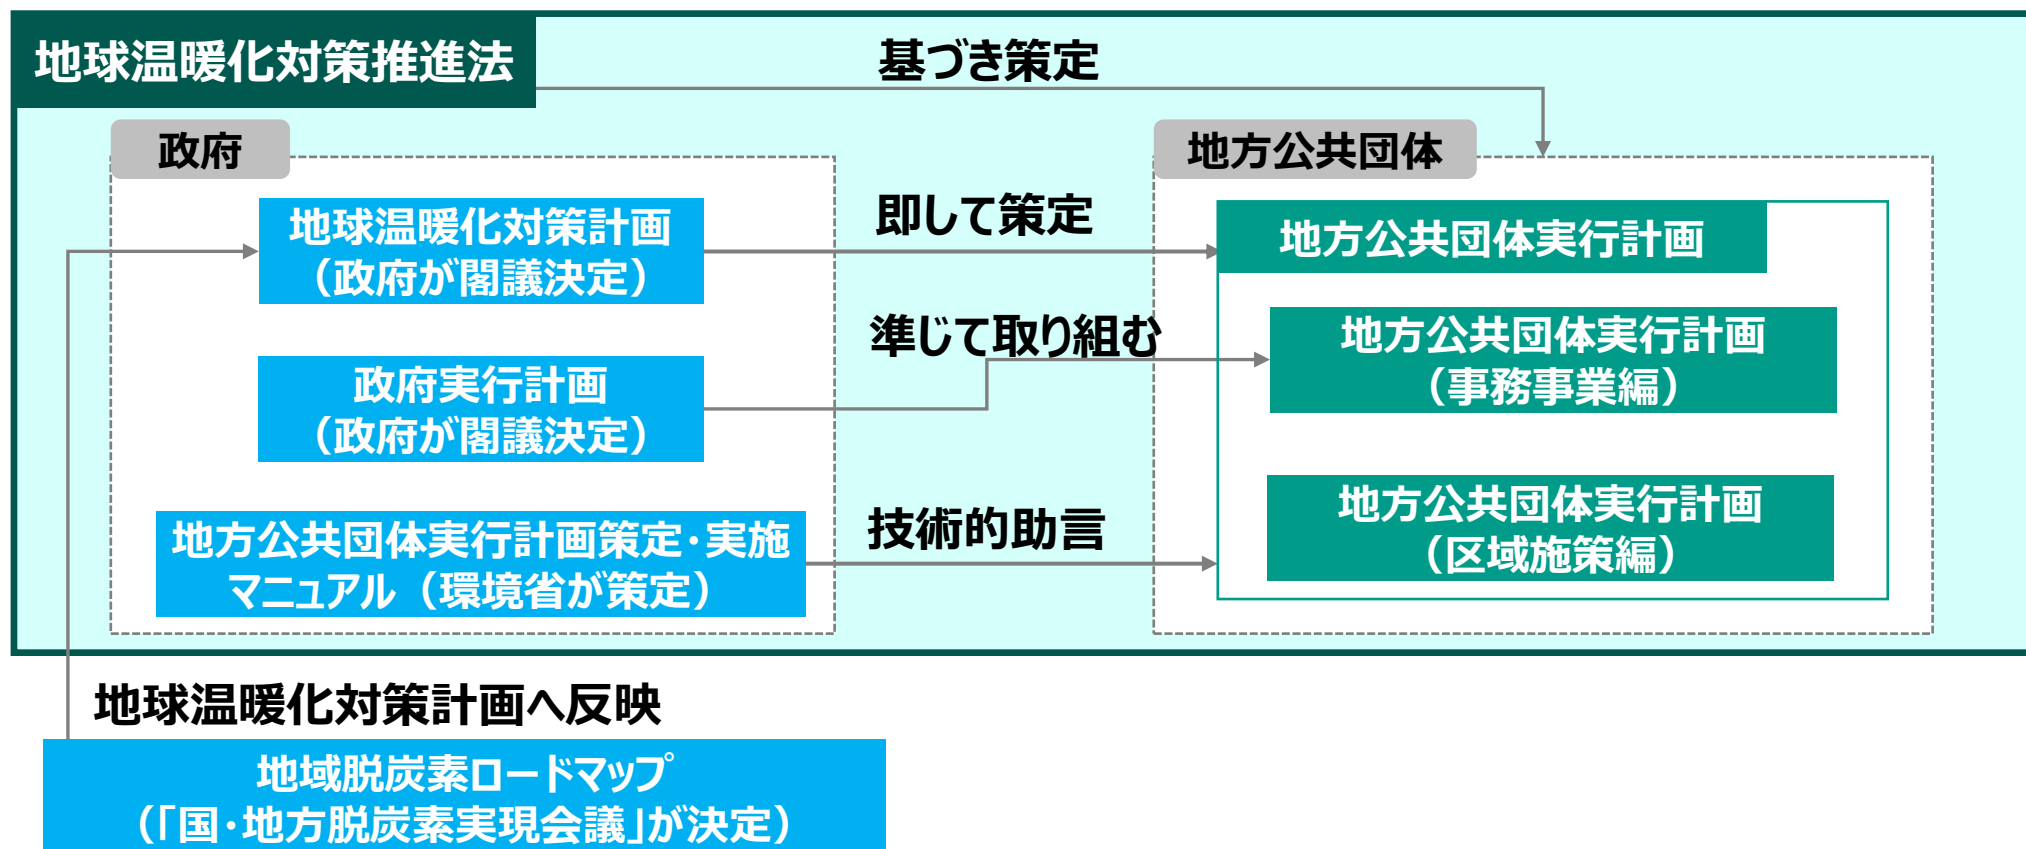 地球温暖化対策推進法
基づき策定
政府
地方公共団体
地球温暖化対策計画
（政府が閣議決定）
即して策定
地方公共団体実行計画
政府実行計画
（政府が閣議決定）
準じて取り組む
地方公共団体実行計画
（事務事業編）
地方公共団体実行計画策定・実施
マニュアル（環境省が策定）
技術的助言
地方公共団体実行計画
（区域施策編）
地球温暖化対策計画へ反映
地域脱炭素ロードマップ
（「国・地方脱炭素実現会議」が決定）